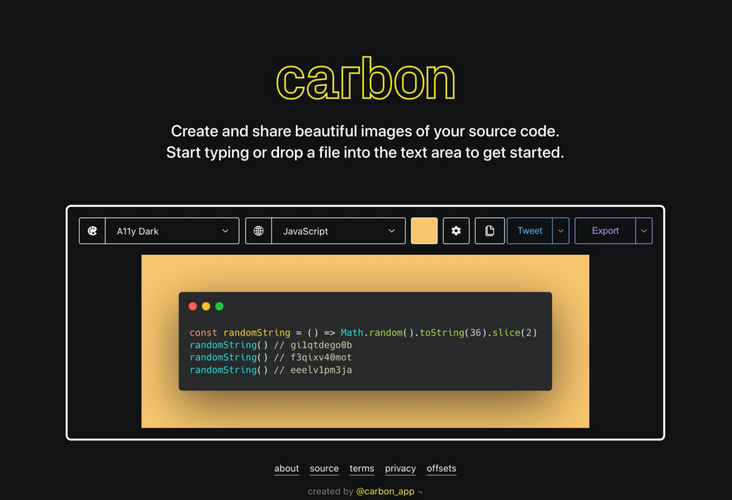 carbon
Create and share beautiful images of your source code.
Start typing or drop a file into the text area to get started.
A11y Dark JavaScript Tweet Export
const randomString = () => Math.random().toString(36).slice(2)
randomString() // gi1qtdego0b
randomString() // f3qixv40mot
randomString() // eeelv1pm3ja
about source terms privacy offsets
created by @carbon_app ¬